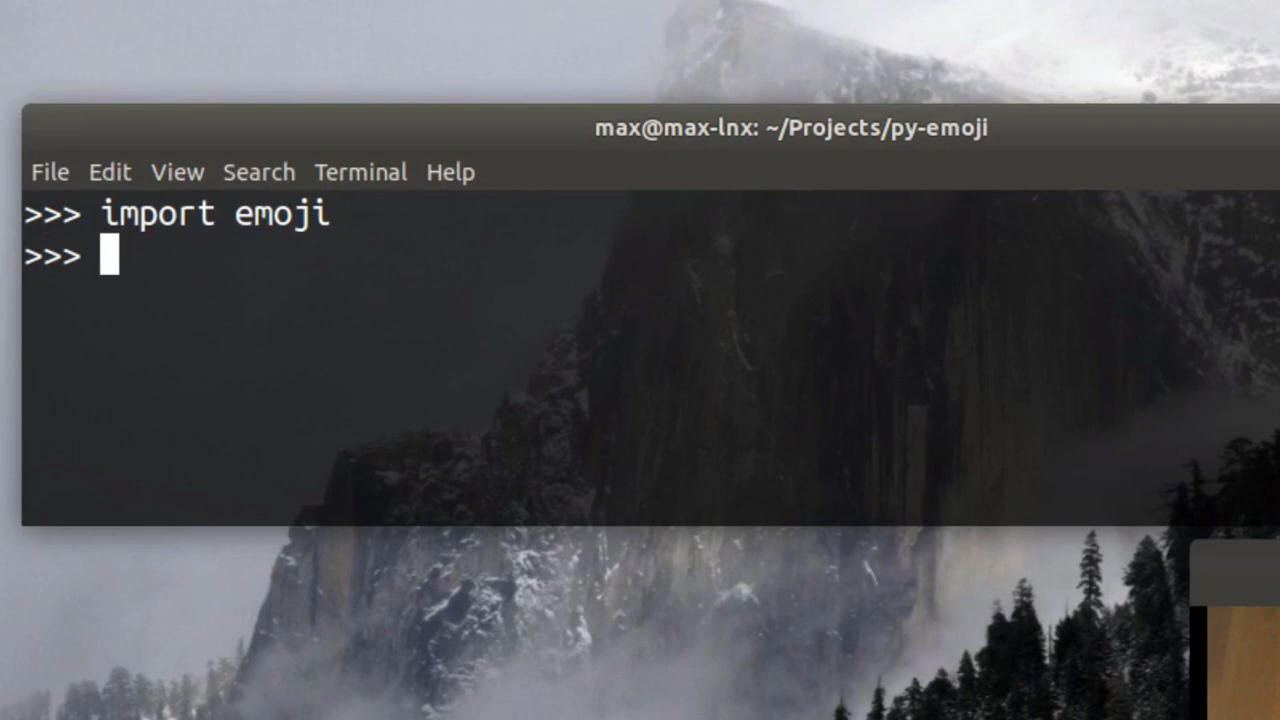 max@max-lnx: ~/Projects/py-emoji
File Edit View Search Terminal Help
>>> import emoji
>>>